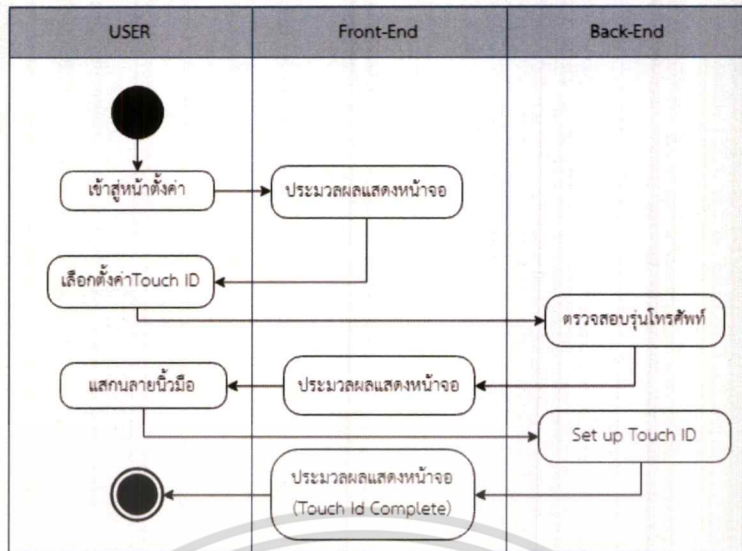 USER
Front-End
Back-End
เข้าสู่หน้าตั้งค่า
ประมวลผลแสดงหน้าจอ
เลือกตั้งค่าTouch ID
ตรวจสอบรุ่นโทรศัพท์
แสกนลายนิ้วมือ
ประมวลผลแสดงหน้าจอ
Set up Touch ID
ประมวลผลแสดงหน้าจอ
(Touch Id Complete)